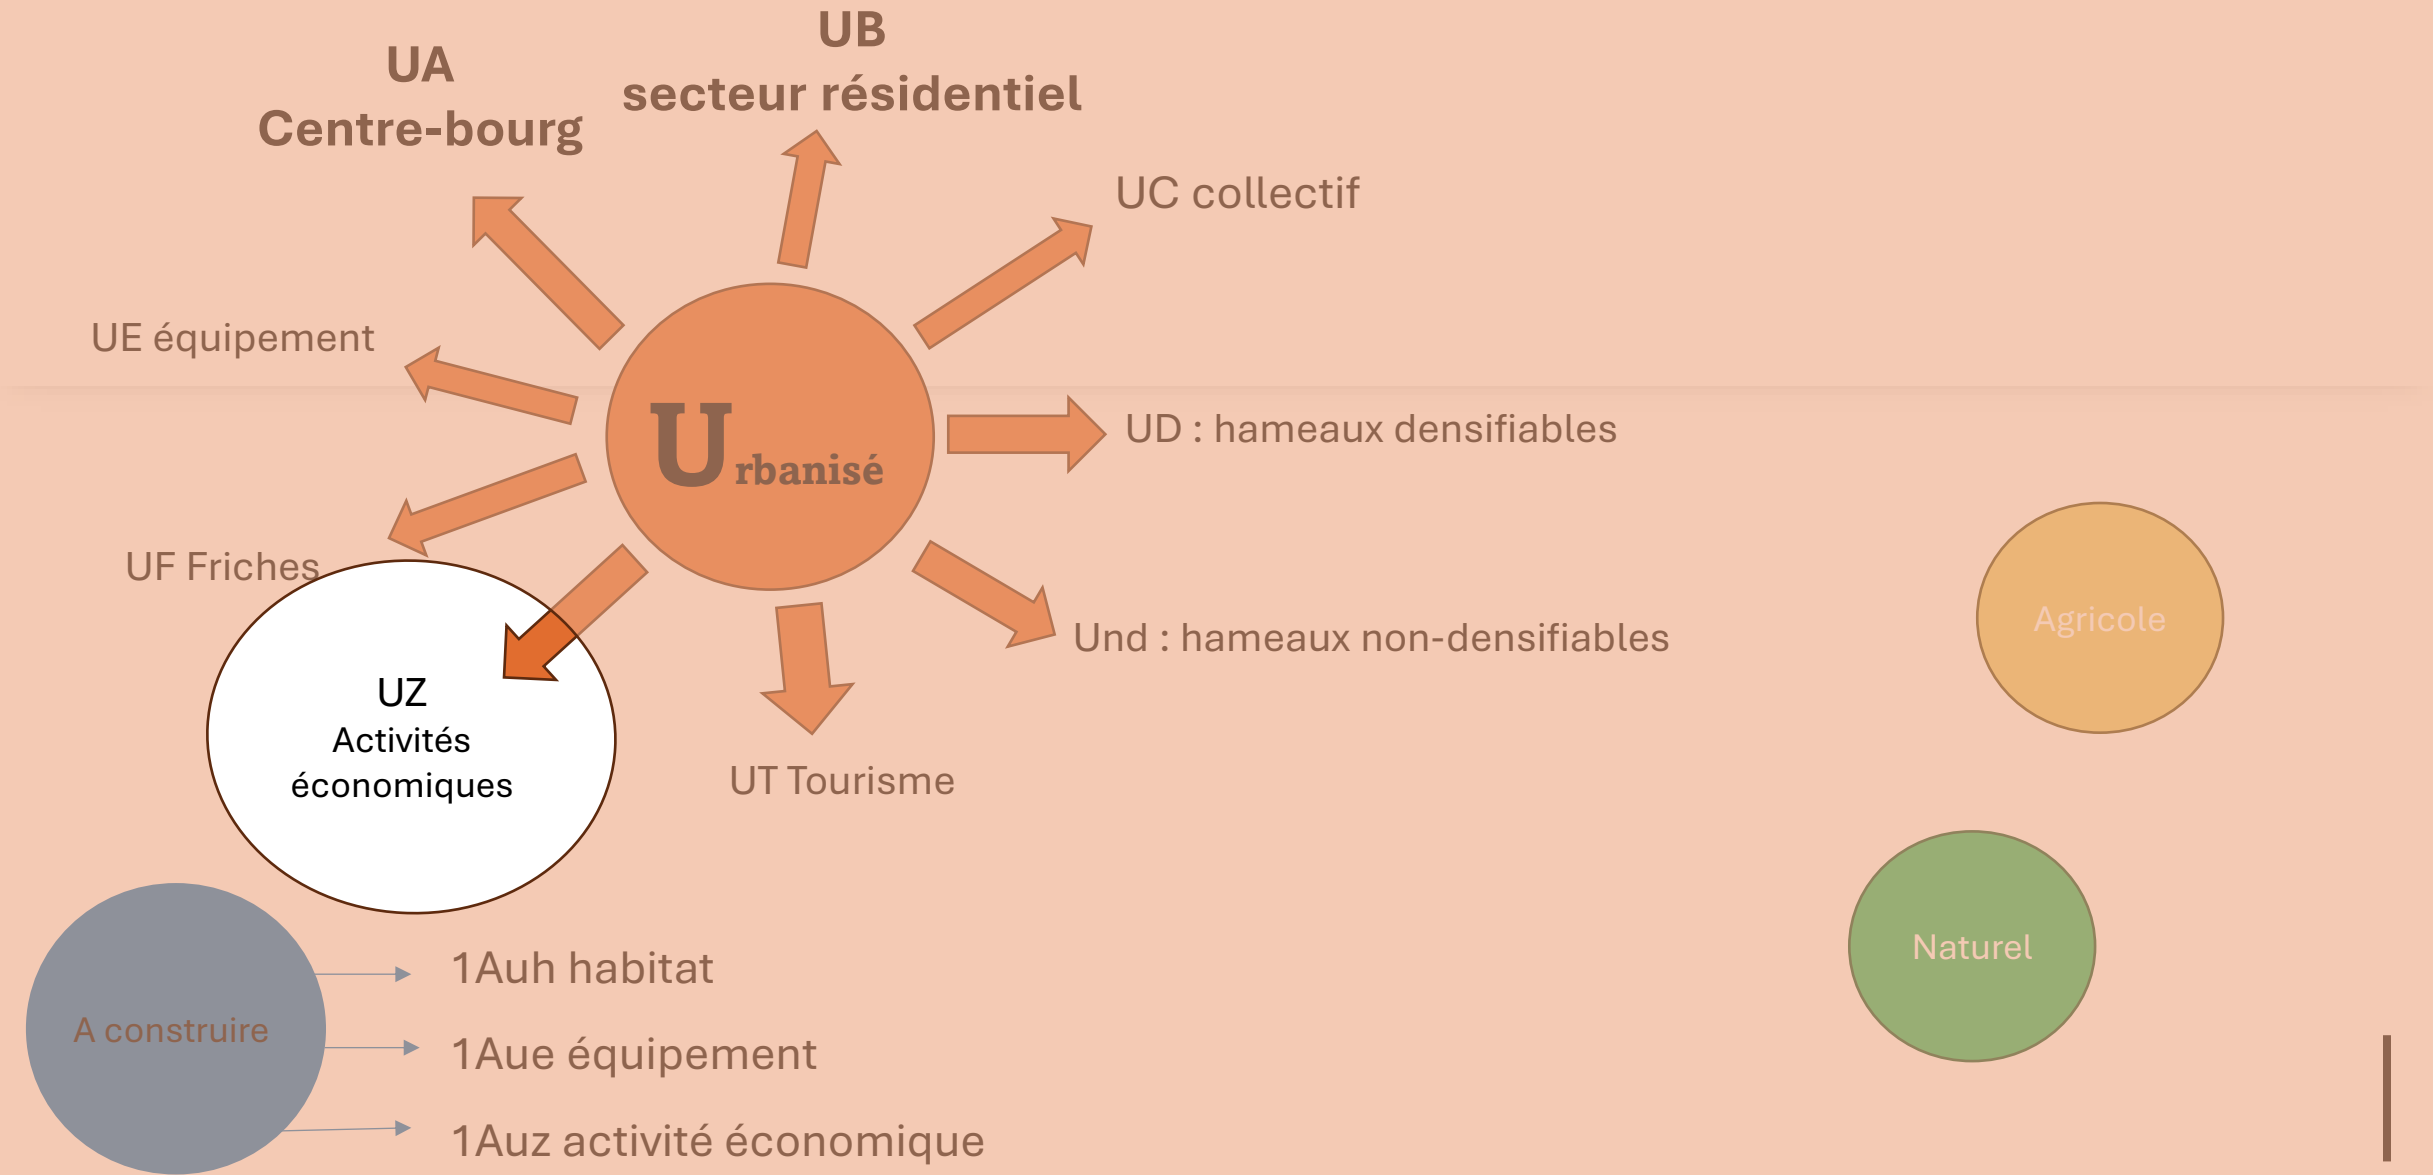 UB
secteur résidentiel
UA
Centre-bourg
UC collectif
UE équipement
Urbanisé
UD : hameaux densifiables
UF Friches
Und : hameaux non-densifiables
Agricole
UZ
Activités
économiques
UT Tourisme
Naturel
A construire
1Auh habitat
1Aue équipement
1Auz activité économique